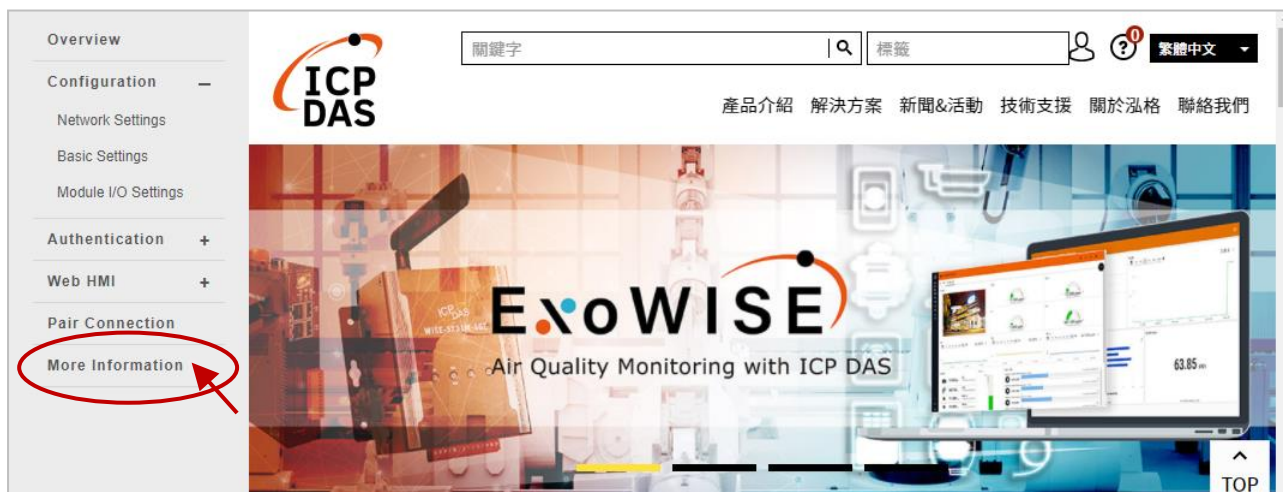 Overview
Configuration −
Network Settings
Basic Settings
Module I/O Settings
Authentication +
Web HMI +
Pair Connection
More Information
ICP
DAS
關鍵字
標籤
0
繁體中文
產品介紹 解決方案 新聞&活動 技術支援 關於泓格 聯絡我們
ICP
DAS
ExoWISE
Air Quality Monitoring with ICP DAS
63.85
TOP